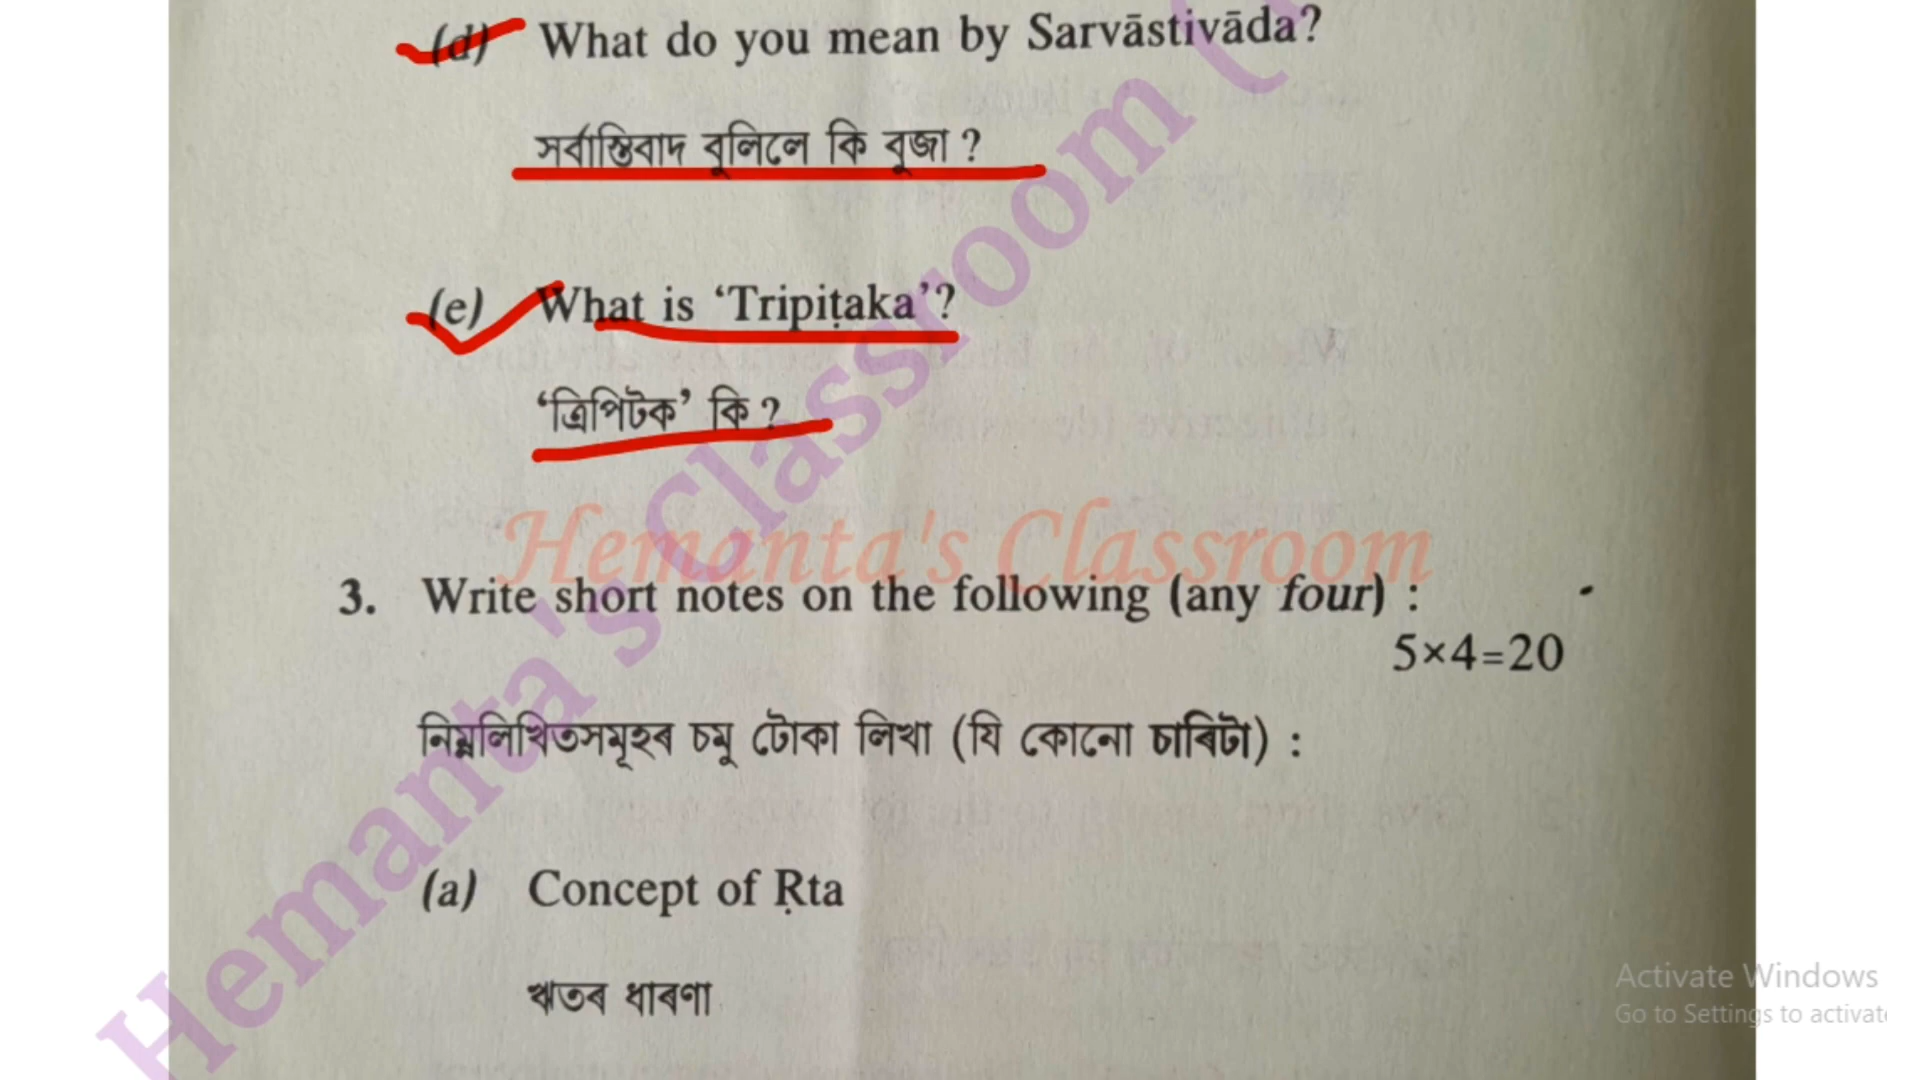 (d) What do you mean by Sarvāstivāda?
সৰ্বাস্তিবাদ বুলিলে কি বুজা ?
(e) What is ‘Tripiṭaka’?
‘ত্ৰিপিটক’ কি ?
Hemanta's Classroom
Hemanta's Classroom (
3. Write short notes on the following (any four) :
5×4=20
নিম্নলিখিতসমূহৰ চমু টোকা লিখা (যি কোনো চাৰিটা) :
(a) Concept of Ṛta
ঋতৰ ধাৰণা
Activate Windows
Go to Settings to activate